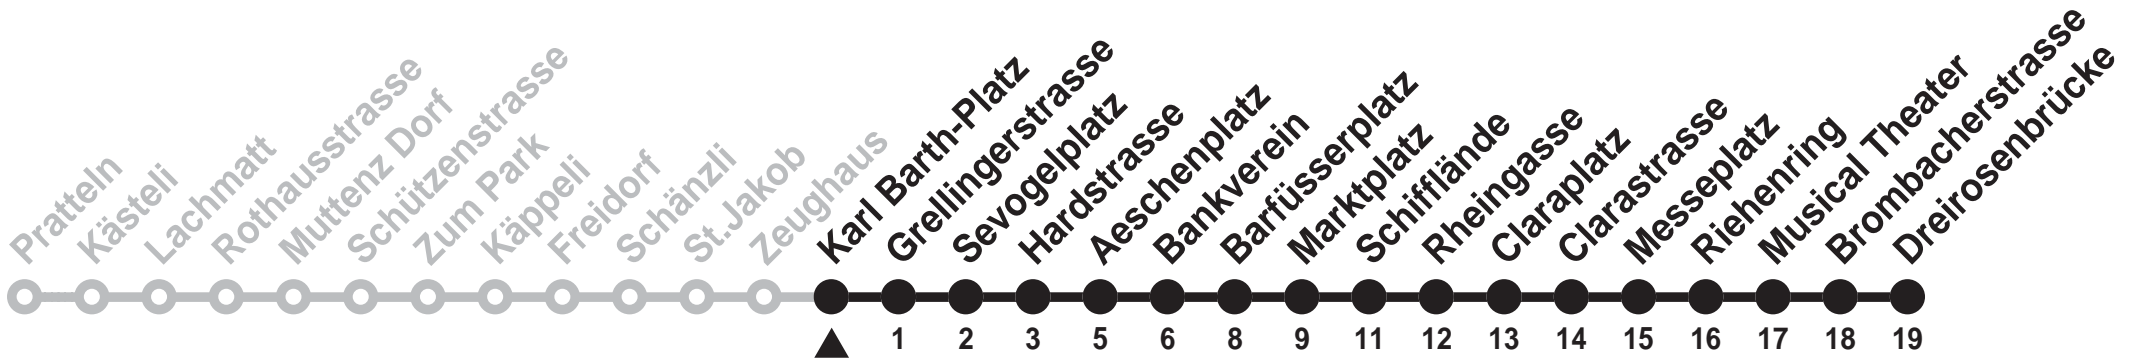 Pratteln
Kästeli
Lachmatt
Rothausstrasse
Muttenz Dorf
Schützenstrasse
Zum Park
Käppeli
Freidorf
Schänzli
St.Jakob
Zeughaus
Karl Barth-Platz
Grellingerstrasse
Sevogelplatz
Hardstrasse
Aeschenplatz
Bankverein
Barfüsserplatz
Marktplatz
Schifflände
Rheingasse
Claraplatz
Clarastrasse
Messeplatz
Riehenring
Musical Theater
Brombacherstrasse
Dreirosenbrücke
1 2 3 5 6 8 9 11 12 13 14 15 16 17 18 19